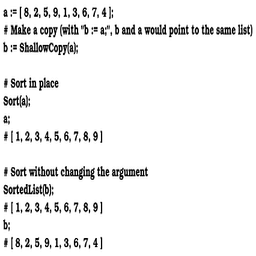 a := [ 8, 2, 5, 9, 1, 3, 6, 7, 4 ];
# Make a copy (with "b := a;", b and a would point to the same list)
b := ShallowCopy(a);
# Sort in place
Sort(a);
a;
# [ 1, 2, 3, 4, 5, 6, 7, 8, 9 ]
# Sort without changing the argument
SortedList(b);
# [ 1, 2, 3, 4, 5, 6, 7, 8, 9 ]
b;
# [ 8, 2, 5, 9, 1, 3, 6, 7, 4 ]